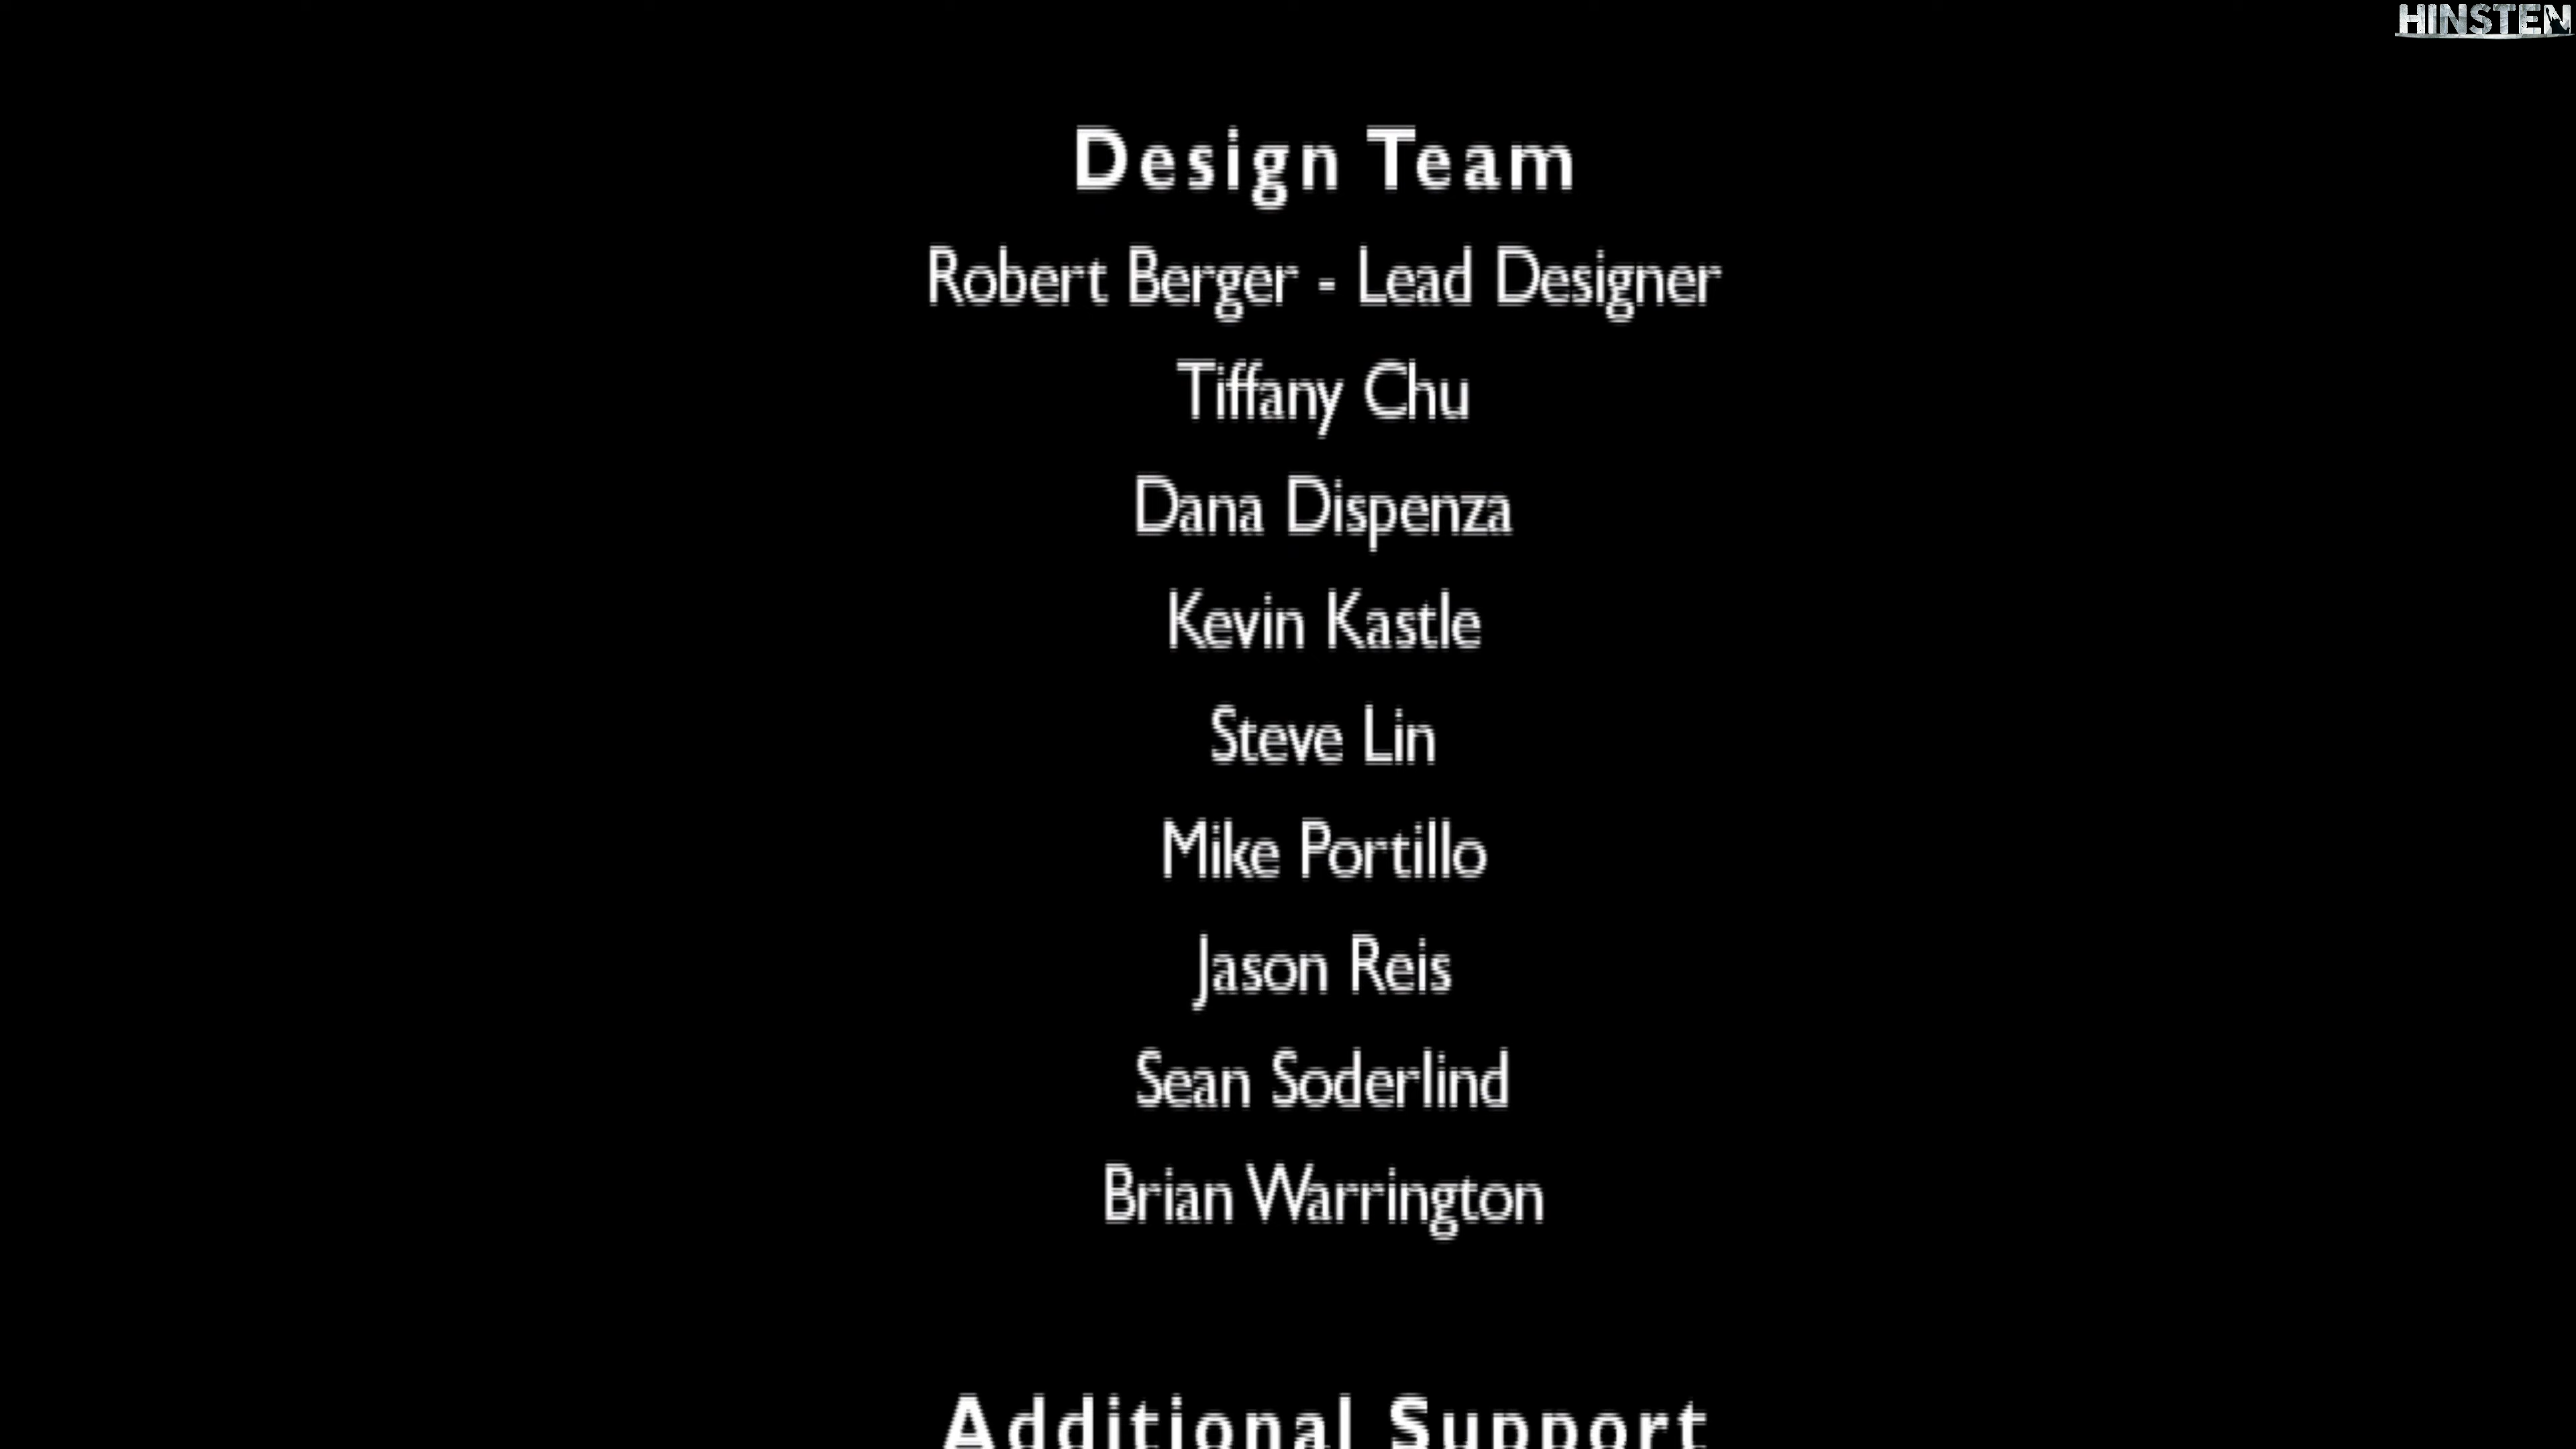 HINSTEN
Design Team
Robert Berger - Lead Designer
Tiffany Chu
Dana Dispenza
Kevin Kastle
Steve Lin
Mike Portillo
Jason Reis
Sean Soderlind
Brian Warrington
Additional Support